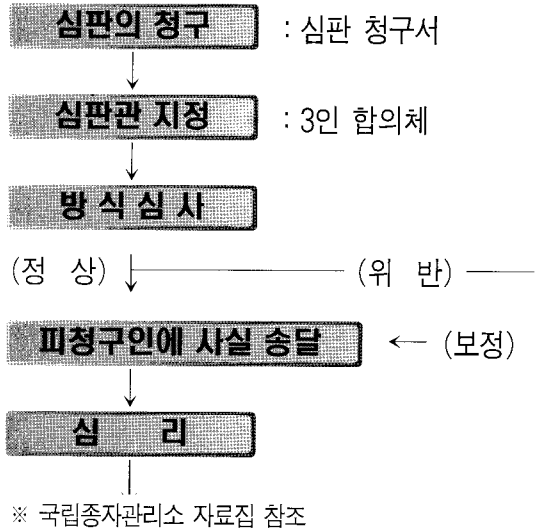 심판의 청구 : 심판 청구서
심판관 지정 : 3인 합의체
방 식 심 사
(정 상) (위 반)
피청구인에 사실 송달 (보정)
심 리
※ 국립종자관리소 자료집 참조